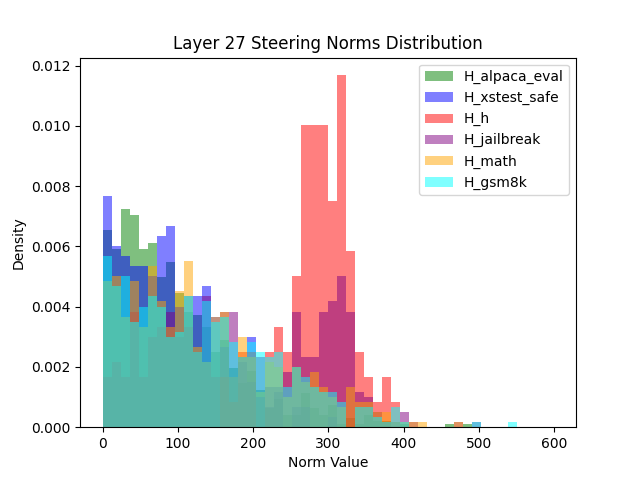 Layer 27 Steering Norms Distribution
0.012
0.010
0.008
0.006
0.004
0.002
0.000
Density
H_alpaca_eval
H_xstest_safe
H_h
H_jailbreak
H_math
H_gsm8k
0 100 200 300 400 500 600
Norm Value